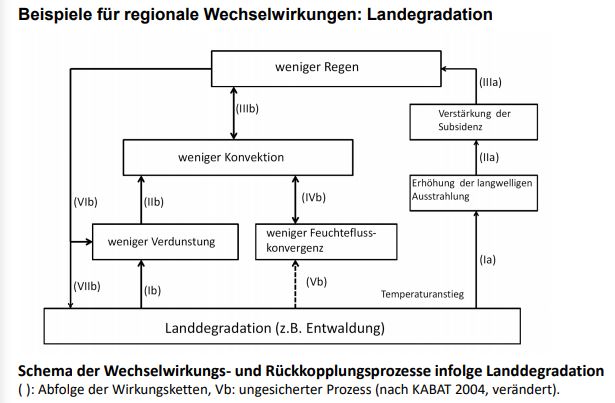 Beispiele für regionale Wechselwirkungen: Landegradation
weniger Regen
(IIIa)
(IIIb)
Verstärkung der
Subsidenz
weniger Konvektion
(IIa)
Erhöhung der langwelligen
Ausstrahlung
(VIb)
(IIb)
(IVb)
weniger Verdunstung
weniger Feuchtefluss-
konvergenz
(Ia)
(VIIb)
(Ib)
(Vb)
Temperaturanstieg
Landdegradation (z.B. Entwaldung)
Schema der Wechselwirkungs- und Rückkopplungsprozesse infolge Landdegradation
( ): Abfolge der Wirkungsketten, Vb: ungesicherter Prozess (nach KABAT 2004, verändert).